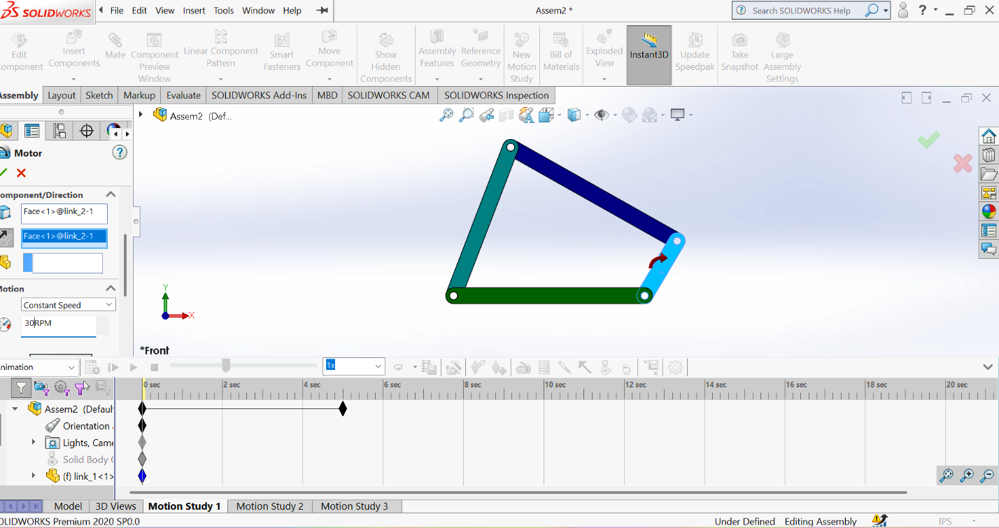 SOLIDWORKS File Edit View Insert Tools Window Help Assem2 * Search SOLIDWORKS Help ?
Edit Component
Insert Components
Mate
Component Preview Window
Linear Component Pattern
Smart Fasteners
Move Component
Show Hidden Components
Assembly Features
Reference Geometry
New Motion Study
Bill of Materials
Exploded View
Instant3D
Update Speedpak
Take Snapshot
Large Assembly Settings
Assembly Layout Sketch Markup Evaluate SOLIDWORKS Add-Ins MBD SOLIDWORKS CAM SOLIDWORKS Inspection
Assem2 (Def...
Motor ?
omponent/Direction
Face<1>@link_2-1
Face<1>@link_2-1
Motion
Constant Speed
30RPM
Y
X
*Front
nimation 1x
0 sec 2 sec 4 sec 6 sec 8 sec 10 sec 12 sec 14 sec 16 sec 18 sec 20 sec
Assem2 (Defaul
Orientation
Lights, Came
Solid Body
(f) link_1<1>
Model 3D Views Motion Study 1 Motion Study 2 Motion Study 3
OLIDWORKS Premium 2020 SP0.0 Under Defined Editing Assembly IPS